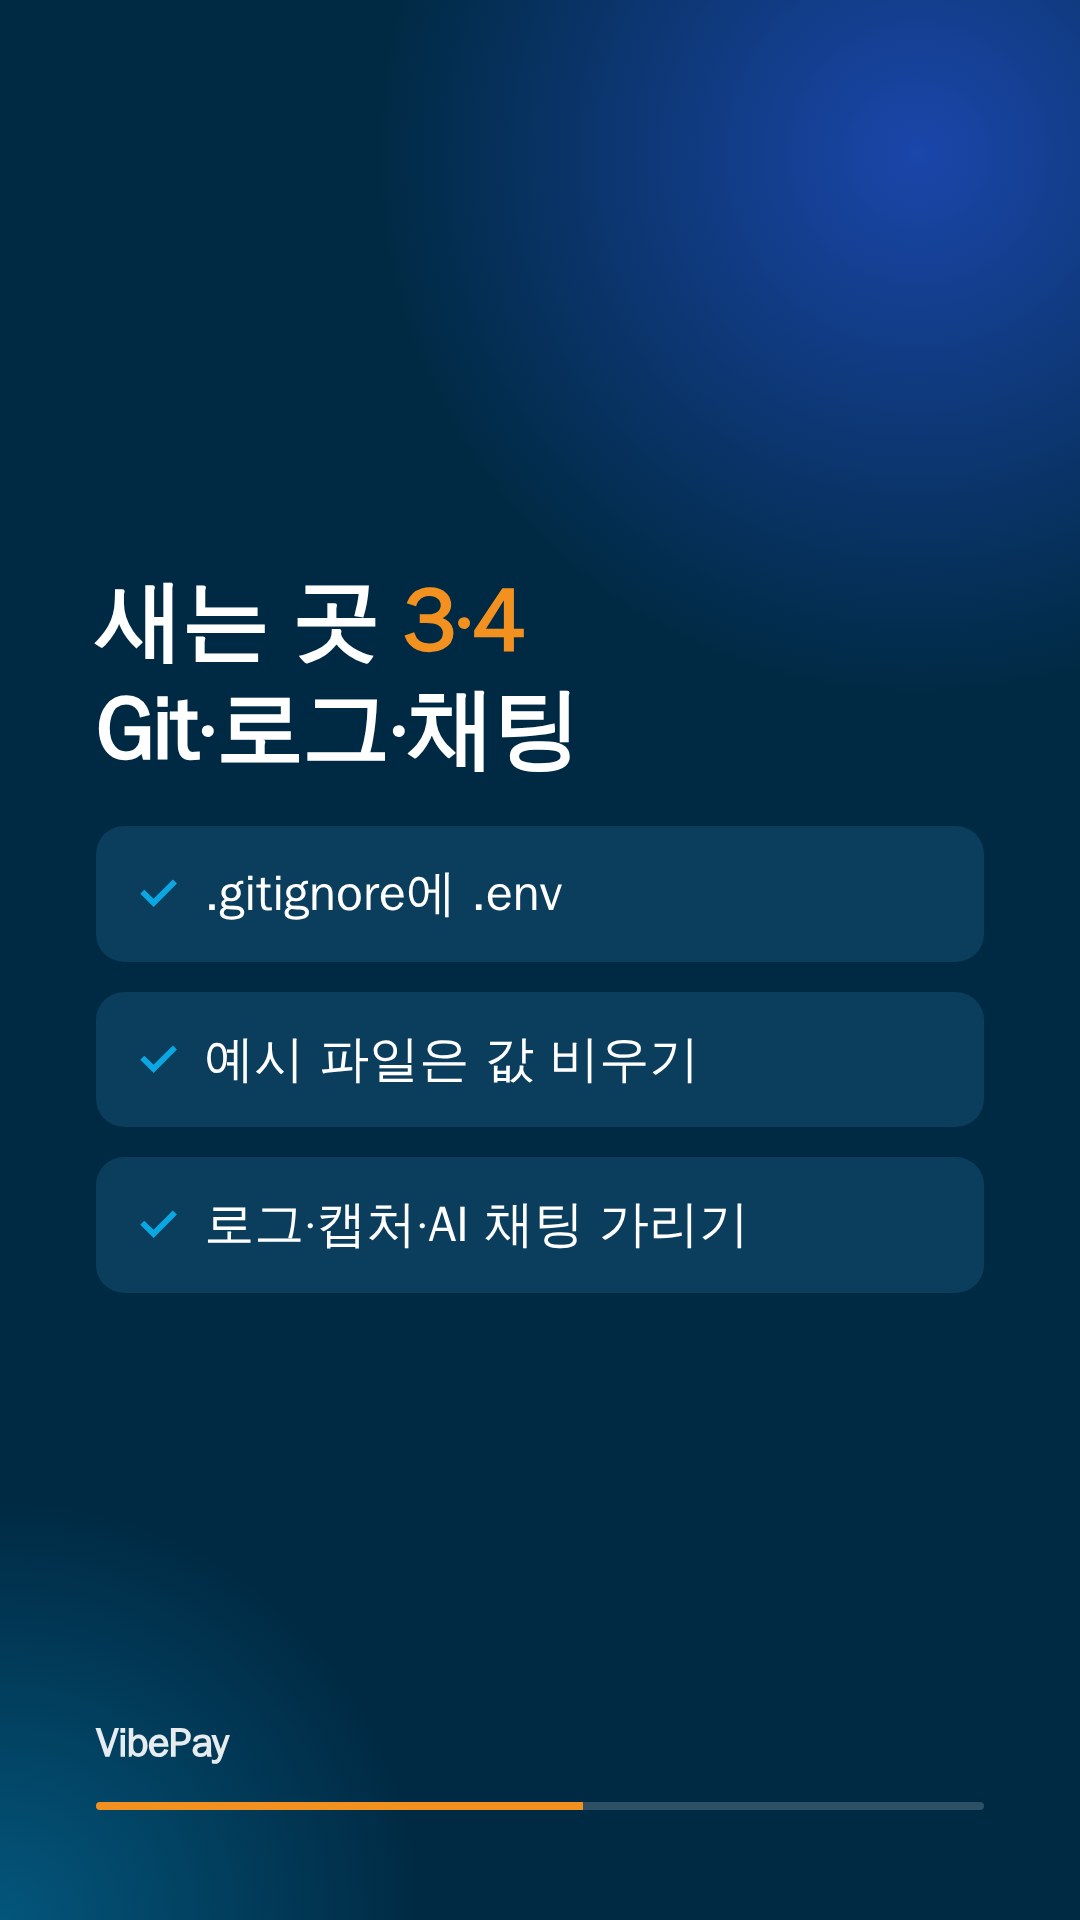 새는 곳 3·4
Git·로그·채팅
.gitignore에 .env
예시 파일은 값 비우기
로그·캡처·AI 채팅 가리기
VibePay